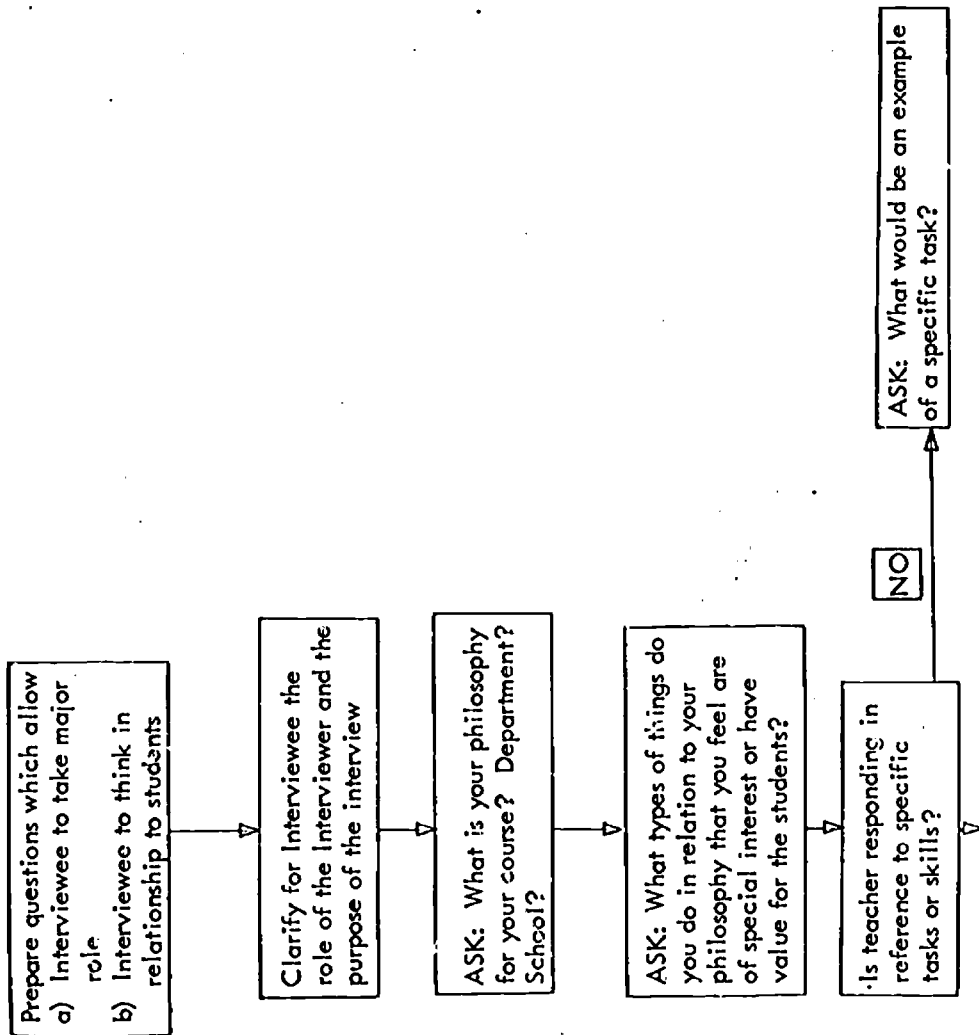 Prepare questions which allow
a) Interviewee to take major
role
b) Interviewee to think in
relationship to students
Clarify for Interviewee the
role of the Interviewer and the
purpose of the interview
ASK: What is your philosophy
for your course? Department?
School?
ASK: What types of things do
you do in relation to your
philosophy that you feel are
of special interest or have
value for the students?
Is teacher responding in
reference to specific
tasks or skills?
NO
ASK: What would be an example
of a specific task?